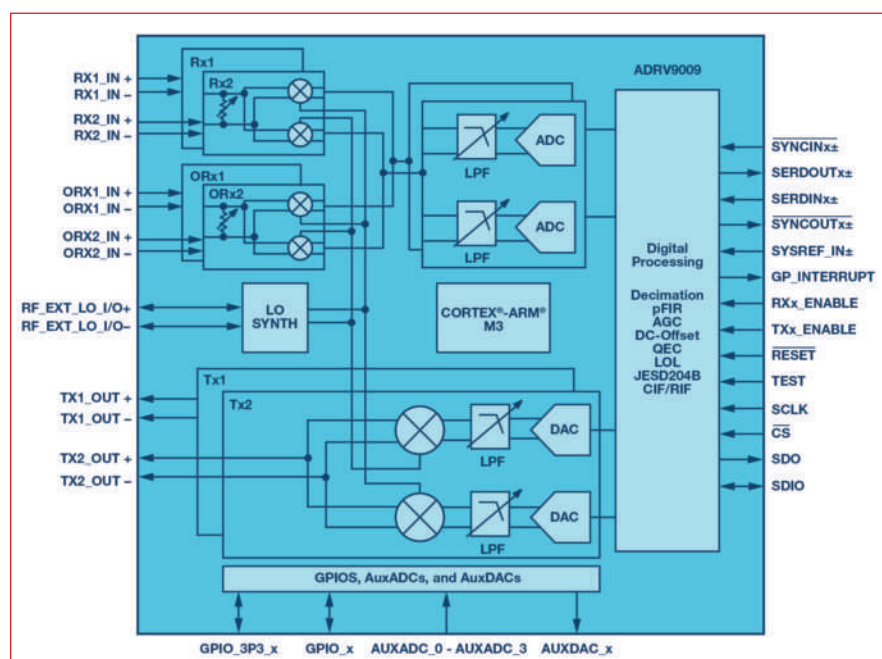 ADRV9009
Rx1
Rx2
RX1_IN +
RX1_IN –
RX2_IN +
RX2_IN –
ORx1
ORx2
ORX1_IN +
ORX1_IN –
ORX2_IN +
ORX2_IN –
LPF
ADC
LPF
ADC
RF_EXT_LO_I/O+
RF_EXT_LO_I/O–
LO
SYNTH
CORTEX®-ARM®
M3
Tx1
Tx2
TX1_OUT +
TX1_OUT –
TX2_OUT +
TX2_OUT –
LPF
DAC
LPF
DAC
Digital
Processing
Decimation
pFIR
AGC
DC-Offset
QEC
LOL
JESD204B
CIF/RIF
SYNCINx±
SERDOUTx±
SERDINx±
SYNCOUTx±
SYSREF_IN±
GP_INTERRUPT
RXx_ENABLE
TXx_ENABLE
RESET
TEST
SCLK
CS
SDO
SDIO
GPIOS, AuxADCs, and AuxDACs
GPIO_3P3_x
GPIO_x
AUXADC_0 - AUXADC_3
AUXDAC_x